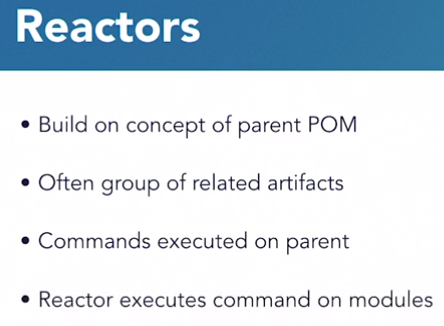 Reactors
• Build on concept of parent POM
• Often group of related artifacts
• Commands executed on parent
• Reactor executes command on modules